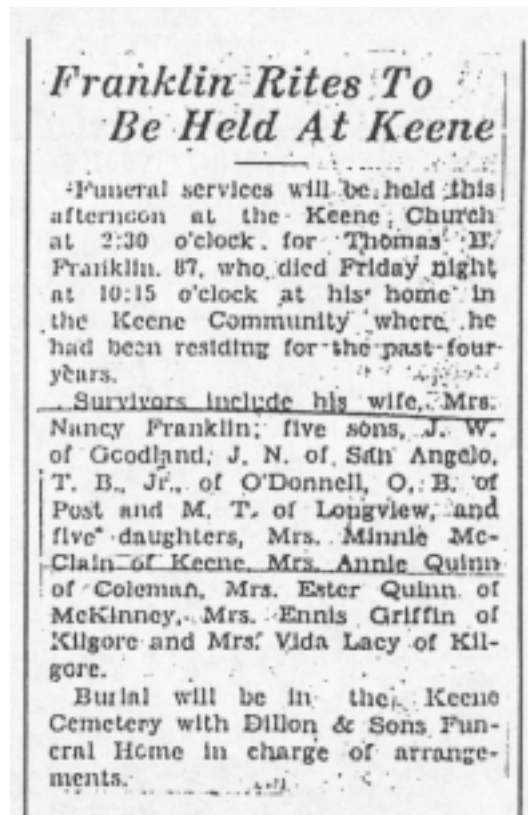 Franklin Rites To
Be Held At Keene
Funeral services will be held this
afternoon at the Keene Church
at 2:30 o'clock for Thomas B.
Franklin, 87, who died Friday night
at 10:15 o'clock at his home in
the Keene Community where he
had been residing for the past four
years.
Survivors include his wife, Mrs.
Nancy Franklin; five sons, J. W.
of Goodland, J. N. of San Angelo,
T. B., Jr., of O'Donnell, O. B. of
Post and M. T. of Longview, and
five daughters, Mrs. Minnie Mc-
Clain of Keene, Mrs. Annie Quinn
of Coleman, Mrs. Ester Quinn of
McKinney, Mrs. Ennis Griffin of
Kilgore and Mrs. Vida Lacy of Kil-
gore.
Burial will be in the Keene
Cemetery with Dillon & Sons Fun-
eral Home in charge of arrange-
ments.